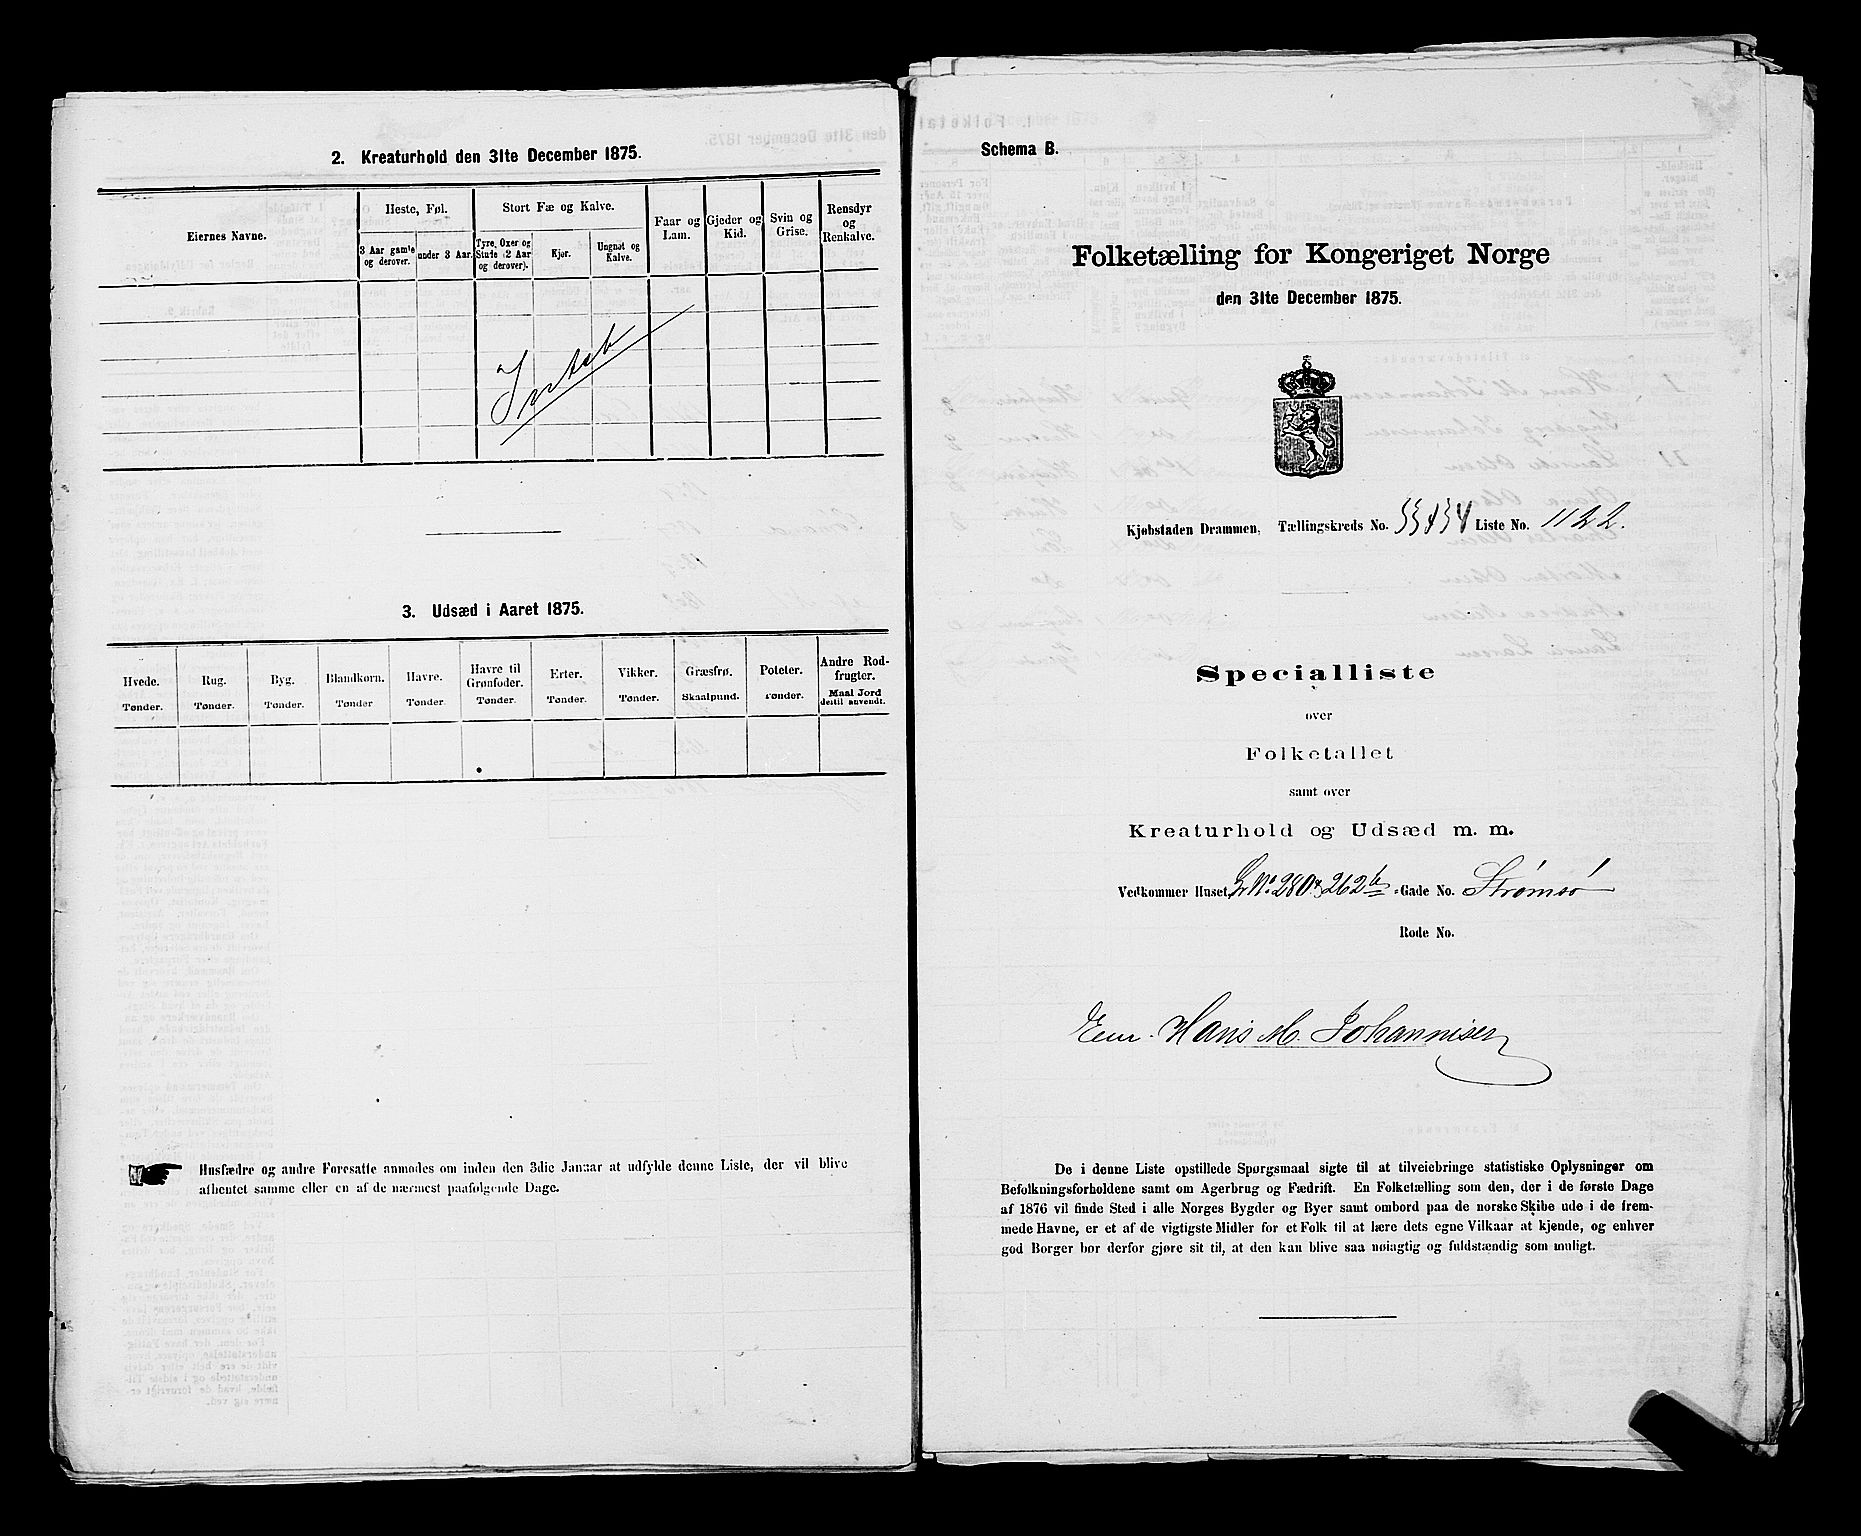 2. Kreaturhold den 31te December 1875.
Eiernes Navne.
Heste, Føl.
Stort Fæ og Kalve.
Faar og Lam.
Gjeder og Kid.
Svin og Grise.
Rensdyr og Renkalve.
3 Aar gamle og derover.
under 3 Aar.
Tyre, Oxer og Stude (2 Aar og derover).
Kjør.
Ungnøt og Kalve.
3. Udsæd i Aaret 1875.
Hvede. Rug. Byg. Blandkorn. Havre. Havre til Grønfoder. Erter. Vikker. Græsfrø. Poteter. Andre Rodfrugter.
Tønder. Tønder. Tønder. Tønder Tønder. Tønder. Tønder. Tønder. Skaalpund. Tønder. Maal Jord dertil anvendt.
Husfædre og andre Foresatte anmodes om inden den 3die Januar at udfylde denne Liste, der vil blive
afhentet samme eller en af de nærmest paafølgende Dage.
Schema B.
Folketælling for Kongeriget Norge
den 31te December 1875.
Kjøbstaden Drammen, Tællingskreds No. 33&34 Liste No. 1122.
Specialliste
over
Folketallet
samt over
Kreaturhold og Udsæd m. m.
Vedkommer Huset, No. 280 & 262b Gade No. Strømsø
Rode No.
Eier. Hans M. Johannisen
De i denne Liste opstillede Spørgsmaal sigte til at tilveiebringe statistiske Oplysninger om
Befolkningsforholdene samt om Agerbrug og Fædrift. En Folketælling som den, der i de første Dage
af 1876 vil finde Sted i alle Norges Bygder og Byer samt ombord paa de norske Skibe ude i de frem-
mede Havne, er et af de vigtigste Midler for et Folk til at lære dets egne Vilkaar at kjende, og enhver
god Borger bør derfor gjøre sit til, at den kan blive saa nøiagtig og fuldstændig som muligt.